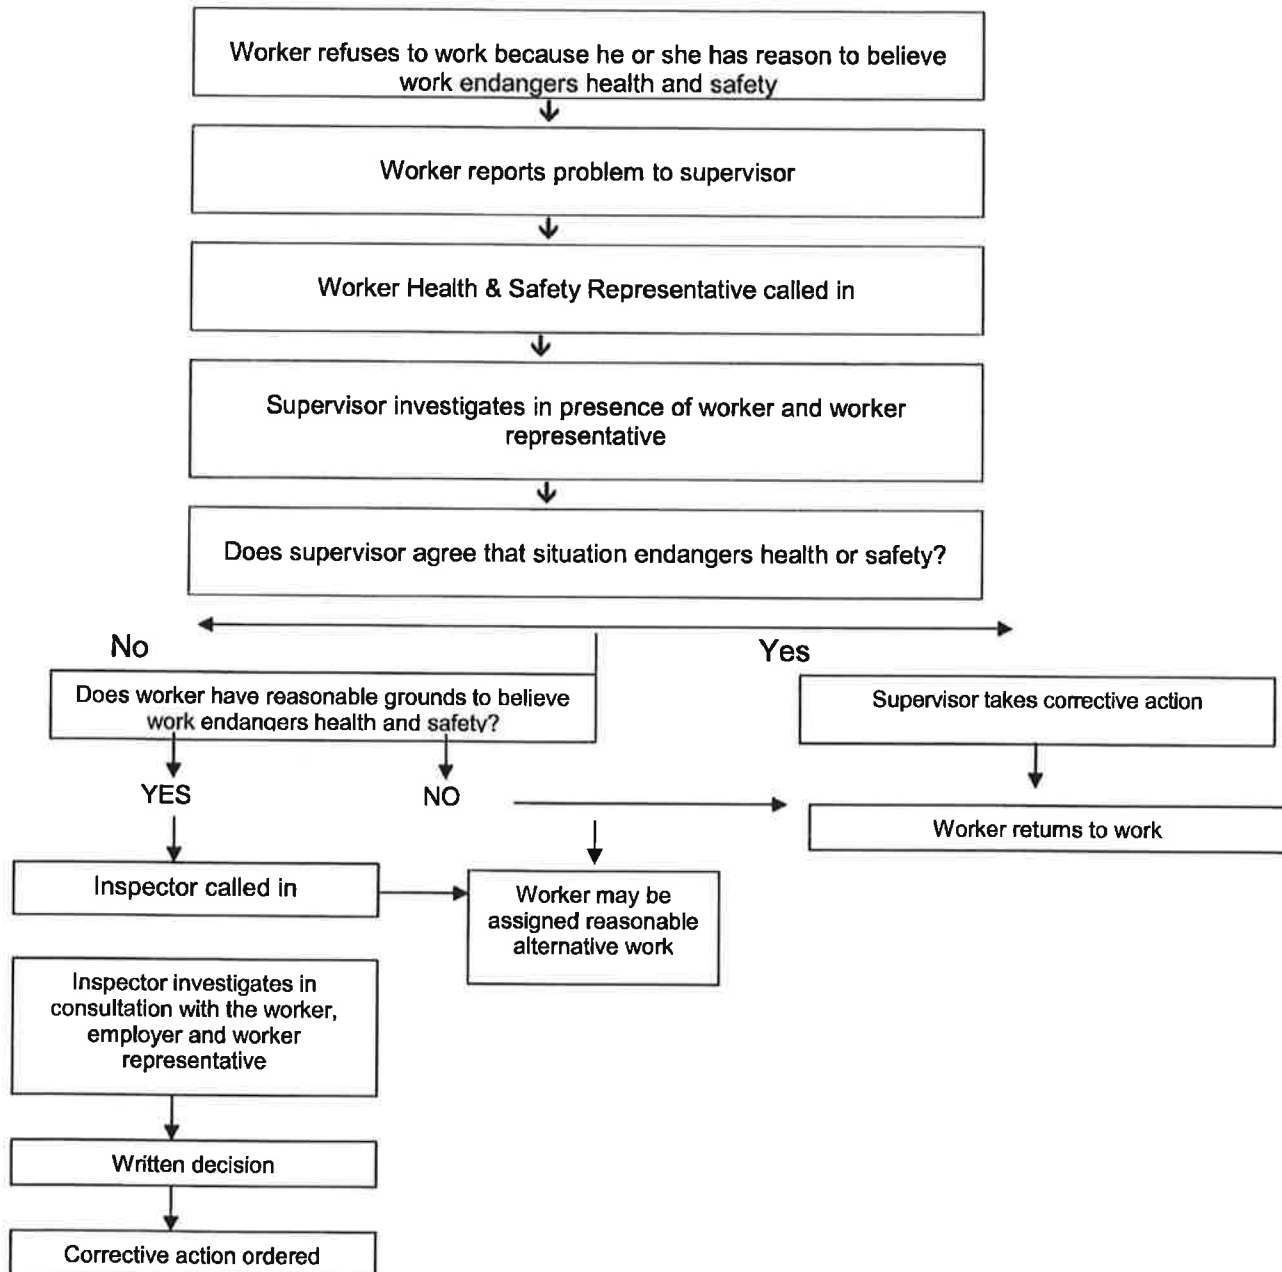 Worker refuses to work because he or she has reason to believe
work endangers health and safety
Worker reports problem to supervisor
Worker Health & Safety Representative called in
Supervisor investigates in presence of worker and worker
representative
Does supervisor agree that situation endangers health or safety?
No
Yes
Does worker have reasonable grounds to believe
work endangers health and safety?
Supervisor takes corrective action
YES
NO
Worker returns to work
Inspector called in
Worker may be
assigned reasonable
alternative work
Inspector investigates in
consultation with the worker,
employer and worker
representative
Written decision
Corrective action ordered